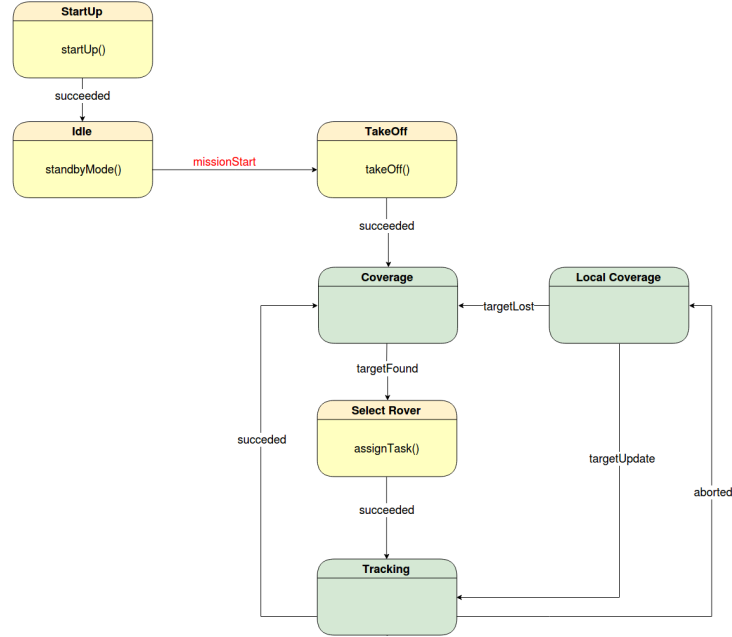 StartUp
startUp()
succeeded
Idle
standbyMode()
missionStart
TakeOff
takeOff()
succeeded
Coverage
Local Coverage
targetLost
targetFound
Select Rover
assignTask()
succeded
targetUpdate
aborted
succeeded
Tracking